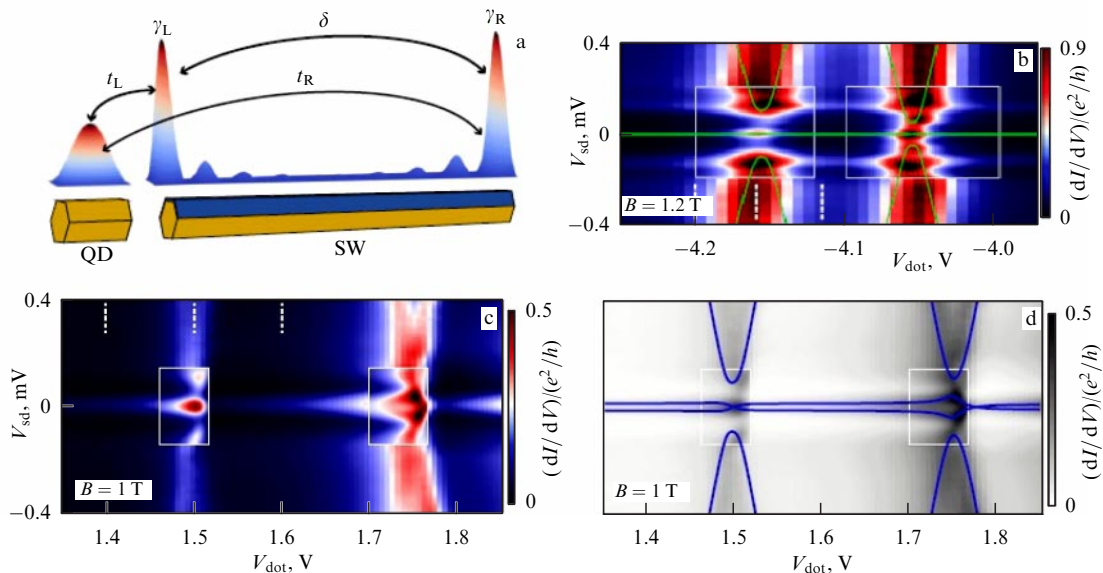 γL
δ
γR
a
tL
tR
QD
SW
0.4
0
−0.4
Vsd, mV
b
B = 1.2 T
−4.2
−4.1
−4.0
Vdot, V
0.9
0
(dI/dV)/(e²/h)
0.4
0
−0.4
Vsd, mV
c
B = 1 T
1.4
1.5
1.6
1.7
1.8
Vdot, V
0.5
0
(dI/dV)/(e²/h)
d
B = 1 T
1.4
1.5
1.6
1.7
1.8
Vdot, V
0.5
0
(dI/dV)/(e²/h)